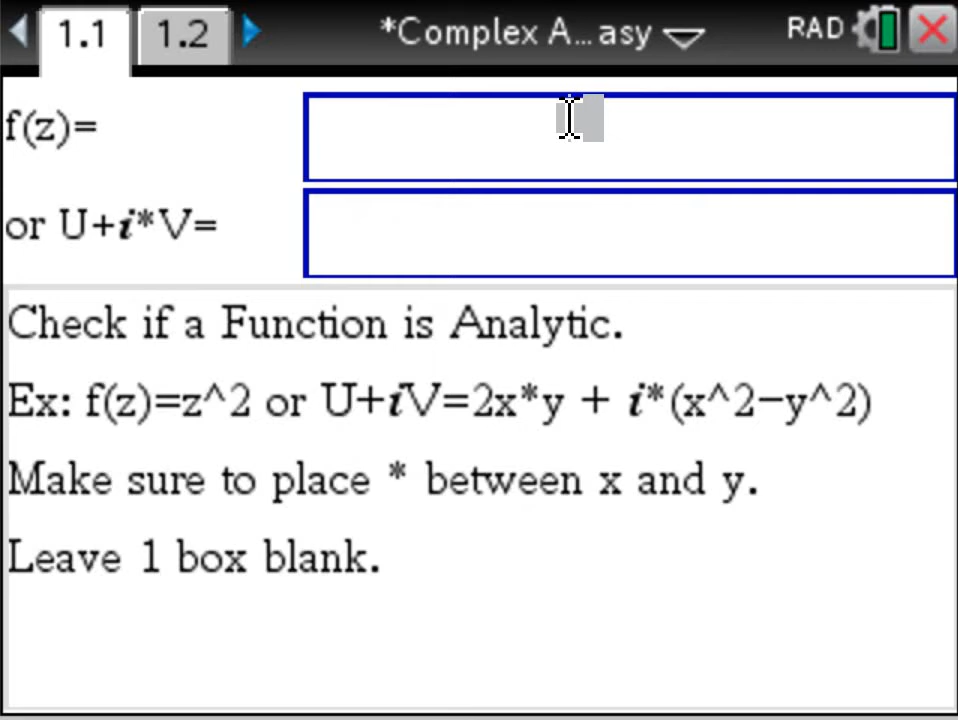 1.1 1.2 *Complex A...asy RAD
f(z)=
or U+i*V=
Check if a Function is Analytic.
Ex: f(z)=z^2 or U+iV=2x*y + i*(x^2−y^2)
Make sure to place * between x and y.
Leave 1 box blank.